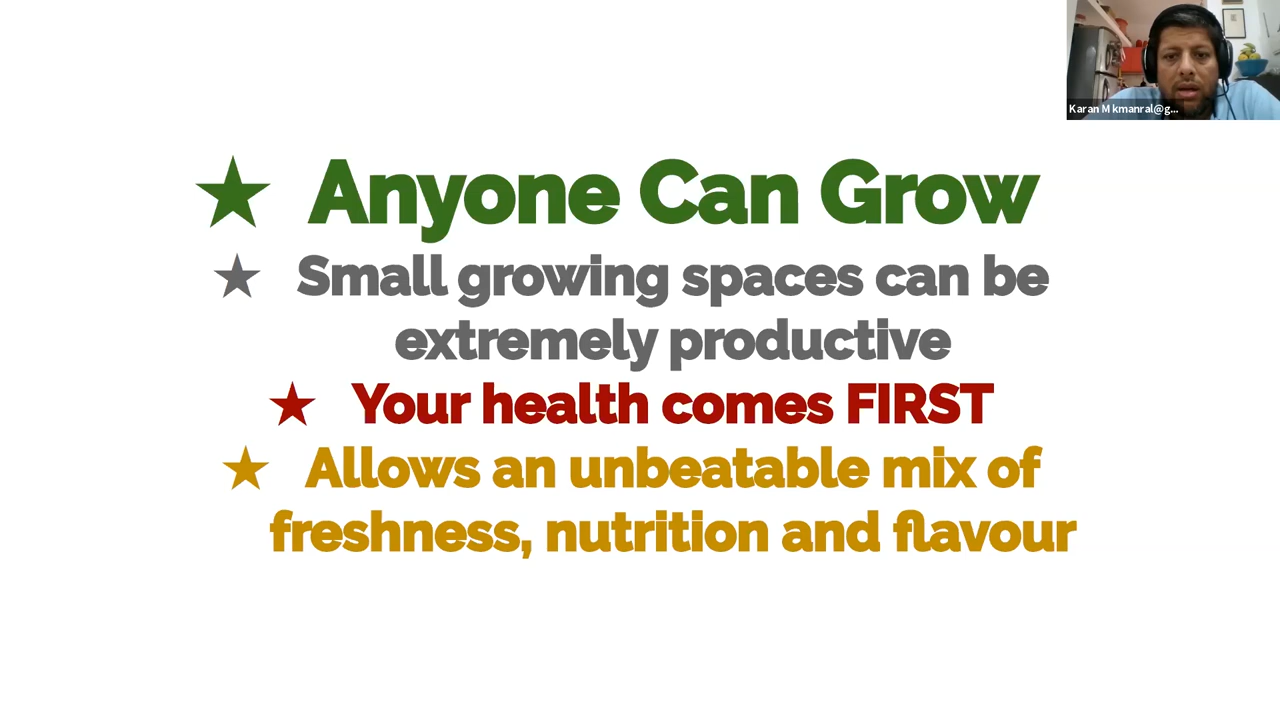 Karan M kmanral@g...
★ Anyone Can Grow
★ Small growing spaces can be
extremely productive
★ Your health comes FIRST
★ Allows an unbeatable mix of
freshness, nutrition and flavour